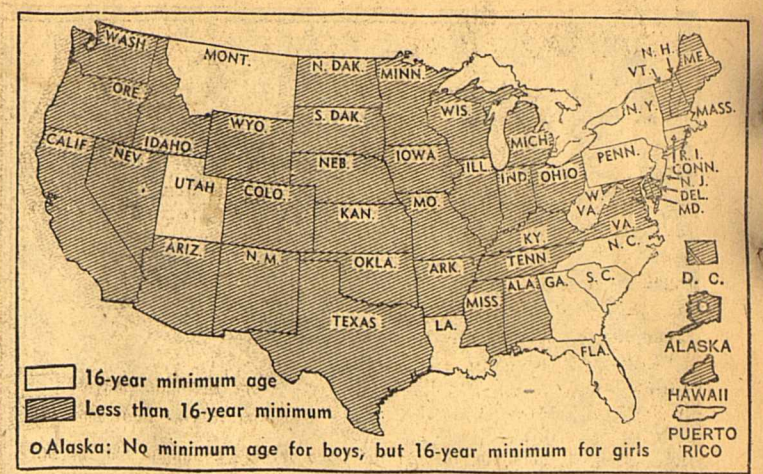 WASH
MONT.
N. DAK.
MINN.
N. H.
VT.
ME.
ORE.
IDAHO
WYO.
S. DAK.
WIS.
MICH.
N.Y.
MASS.
CALIF.
NEV.
UTAH
COLO.
NEB.
IOWA
ILL.
IND.
OHIO
PENN.
R. I.
CONN.
N. J.
DEL.
MD.
KAN.
MO.
W. VA.
VA.
KY.
N. C.
ARIZ.
N. M.
OKLA.
ARK.
TENN
D. C.
MISS
ALA.
GA.
S. C.
TEXAS
LA.
FLA.
ALASKA
HAWAII
PUERTO
RICO
16-year minimum age
Less than 16-year minimum
o Alaska: No minimum age for boys, but 16-year minimum for girls